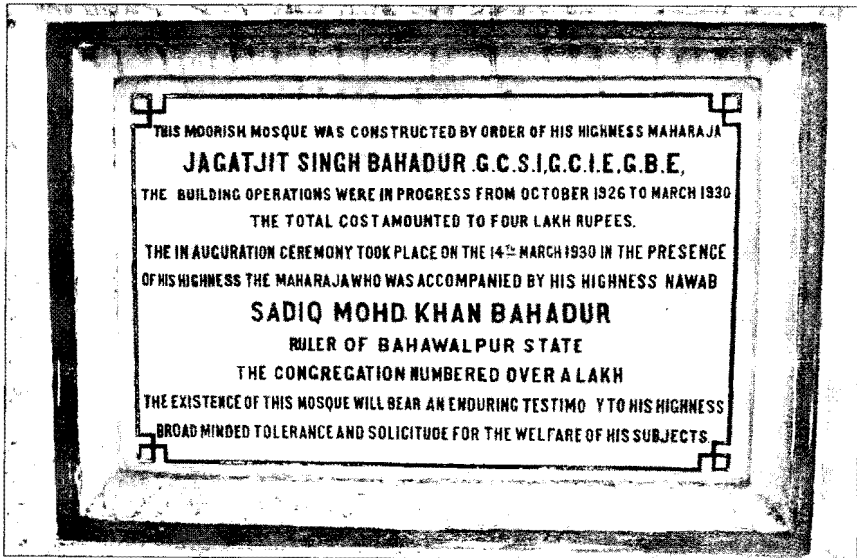 THIS MOORISH MOSQUE WAS CONSTRUCTED BY ORDER OF HIS HIGHNESS MAHARAJA
JAGATJIT SINGH BAHADUR .G.C.S.I,G.C.I.E,G.B.E,
THE BUILDING OPERATIONS WERE IN PROGRESS FROM OCTOBER 1926 TO MARCH 1930
THE TOTAL COST AMOUNTED TO FOUR LAKH RUPEES.
THE INAUGURATION CEREMONY TOOK PLACE ON THE 14TH MARCH 1930 IN THE PRESENCE
OF HIS HIGHNESS THE MAHARAJA WHO WAS ACCOMPANIED BY HIS HIGHNESS NAWAB
SADIQ MOHD. KHAN BAHADUR
RULER OF BAHAWALPUR STATE
THE CONGREGATION NUMBERED OVER A LAKH
THE EXISTENCE OF THIS MOSQUE WILL BEAR AN ENDURING TESTIMO Y TO HIS HIGHNESS
BROAD MINDED TOLERANCE AND SOLICITUDE FOR THE WELFARE OF HIS SUBJECTS.